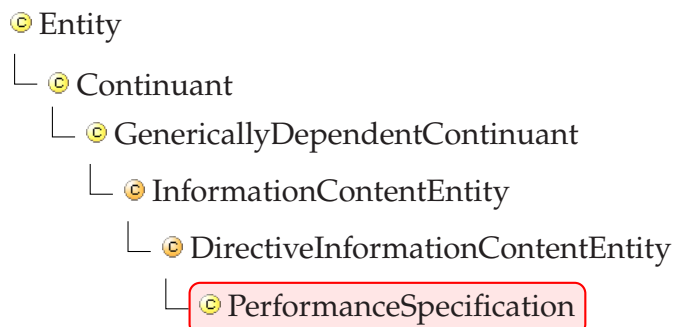 © Entity
© Continuant
© GenericallyDependentContinuant
© InformationContentEntity
© DirectiveInformationContentEntity
© PerformanceSpecification